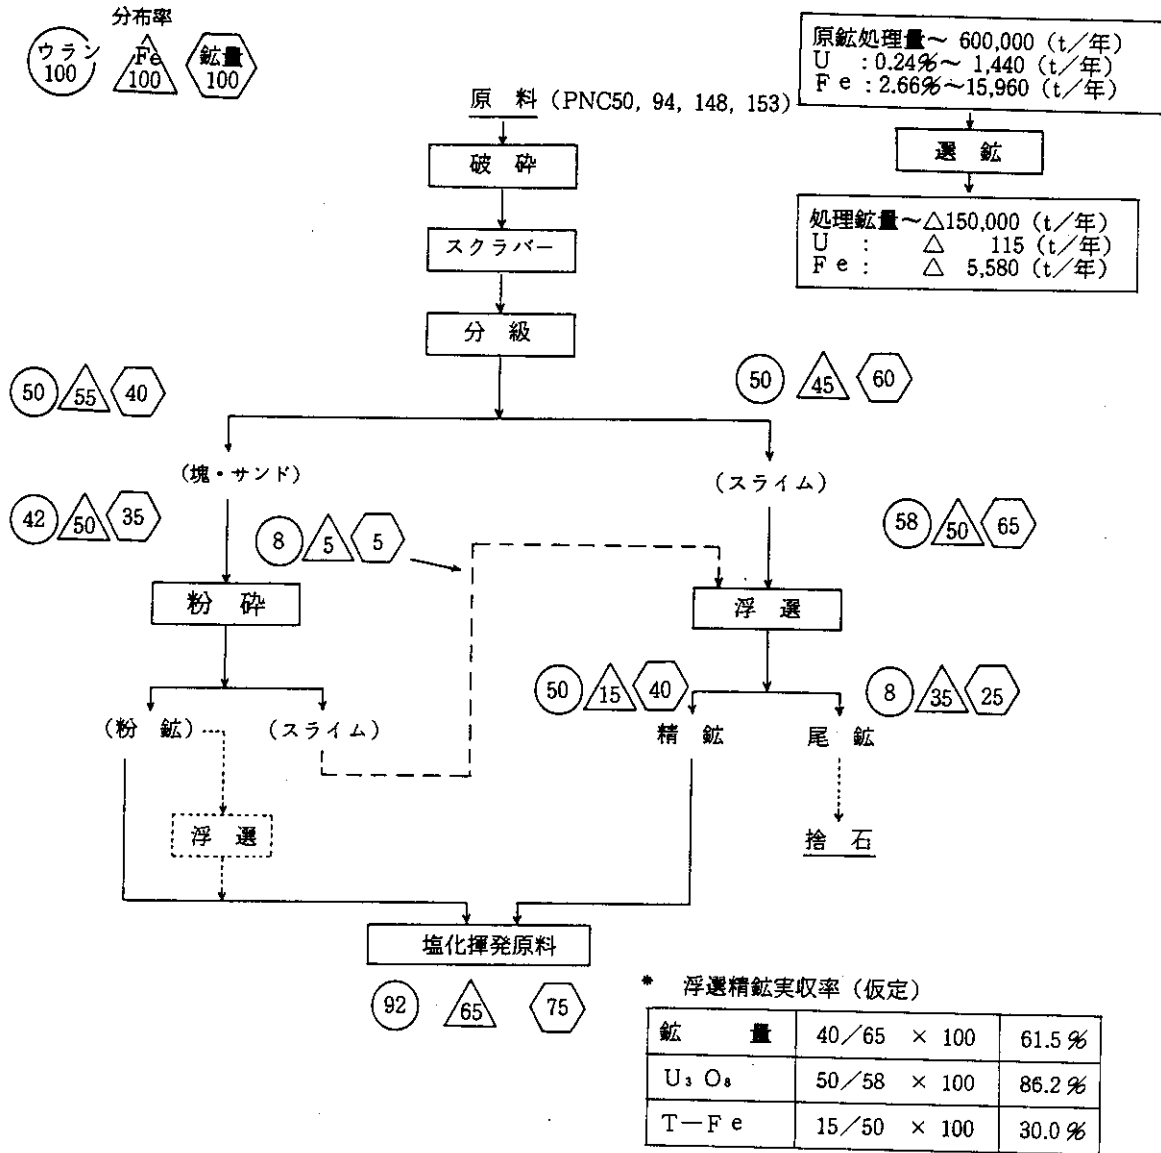 分布率
ウラン 100
Fe 100
鉱量 100
原鉱処理量～ 600,000 (t/年)
U : 0.24%～ 1,440 (t/年)
Fe : 2.66%～15,960 (t/年)
原 料 (PNC50, 94, 148, 153)
選 鉱
破 砕
処理鉱量～△150,000 (t/年)
U : △ 115 (t/年)
Fe : △ 5,580 (t/年)
スクラバー
分 級
50 55 40
50 45 60
(塊・サンド)
(スライム)
42 50 35
8 5 5
58 50 65
粉 砕
浮 選
50 15 40
8 35 25
(粉 鉱)
(スライム)
精 鉱
尾 鉱
浮 選
捨 石
塩化揮発原料
92 65 75
* 浮選精鉱実収率 (仮定)
鉱 量 40/65 × 100 61.5%
U₃O₈ 50/58 × 100 86.2%
T－Fe 15/50 × 100 30.0%